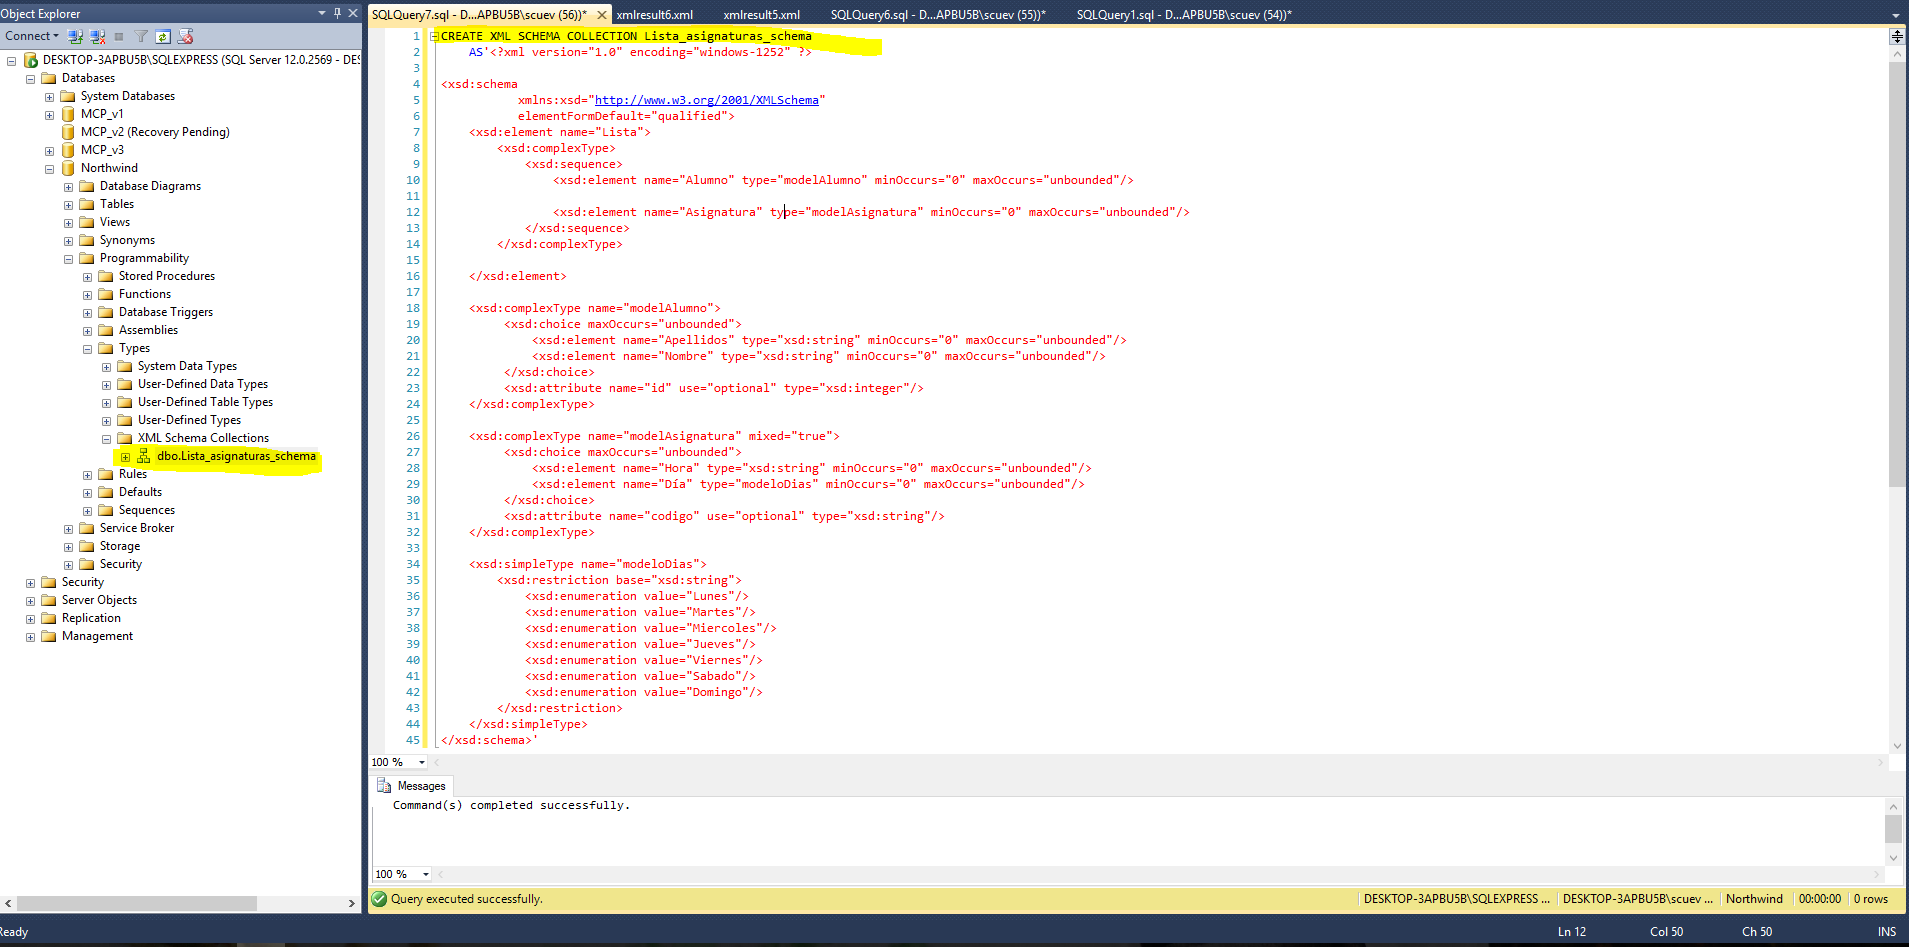 Object Explorer
Connect
DESKTOP-3APBU5B\SQLEXPRESS (SQL Server 12.0.2569 - DES
Databases
System Databases
MCP_v1
MCP_v2 (Recovery Pending)
MCP_v3
Northwind
Database Diagrams
Tables
Views
Synonyms
Programmability
Stored Procedures
Functions
Database Triggers
Assemblies
Types
System Data Types
User-Defined Data Types
User-Defined Table Types
User-Defined Types
XML Schema Collections
dbo.Lista_asignaturas_schema
Rules
Defaults
Sequences
Service Broker
Storage
Security
Security
Server Objects
Replication
Management
SQLQuery7.sql - D...APBU5B\scuev (56))* xmlresult6.xml xmlresult5.xml SQLQuery6.sql - D...APBU5B\scuev (55))* SQLQuery1.sql - D...APBU5B\scuev (54))*
1 CREATE XML SCHEMA COLLECTION Lista_asignaturas_schema
2 AS'<?xml version="1.0" encoding="windows-1252" ?>
3
4 <xsd:schema
5 xmlns:xsd="http://www.w3.org/2001/XMLSchema"
6 elementFormDefault="qualified">
7 <xsd:element name="Lista">
8 <xsd:complexType>
9 <xsd:sequence>
10 <xsd:element name="Alumno" type="modelAlumno" minOccurs="0" maxOccurs="unbounded"/>
11
12 <xsd:element name="Asignatura" type="modelAsignatura" minOccurs="0" maxOccurs="unbounded"/>
13 </xsd:sequence>
14 </xsd:complexType>
15
16 </xsd:element>
17
18 <xsd:complexType name="modelAlumno">
19 <xsd:choice maxOccurs="unbounded">
20 <xsd:element name="Apellidos" type="xsd:string" minOccurs="0" maxOccurs="unbounded"/>
21 <xsd:element name="Nombre" type="xsd:string" minOccurs="0" maxOccurs="unbounded"/>
22 </xsd:choice>
23 <xsd:attribute name="id" use="optional" type="xsd:integer"/>
24 </xsd:complexType>
25
26 <xsd:complexType name="modelAsignatura" mixed="true">
27 <xsd:choice maxOccurs="unbounded">
28 <xsd:element name="Hora" type="xsd:string" minOccurs="0" maxOccurs="unbounded"/>
29 <xsd:element name="Día" type="modeloDias" minOccurs="0" maxOccurs="unbounded"/>
30 </xsd:choice>
31 <xsd:attribute name="codigo" use="optional" type="xsd:string"/>
32 </xsd:complexType>
33
34 <xsd:simpleType name="modeloDias">
35 <xsd:restriction base="xsd:string">
36 <xsd:enumeration value="Lunes"/>
37 <xsd:enumeration value="Martes"/>
38 <xsd:enumeration value="Miercoles"/>
39 <xsd:enumeration value="Jueves"/>
40 <xsd:enumeration value="Viernes"/>
41 <xsd:enumeration value="Sabado"/>
42 <xsd:enumeration value="Domingo"/>
43 </xsd:restriction>
44 </xsd:simpleType>
45 </xsd:schema>'
100 %
Messages
Command(s) completed successfully.
100 %
Query executed successfully. DESKTOP-3APBU5B\SQLEXPRESS ... DESKTOP-3APBU5B\scuev ... Northwind 00:00:00 0 rows
Ready Ln 12 Col 50 Ch 50 INS